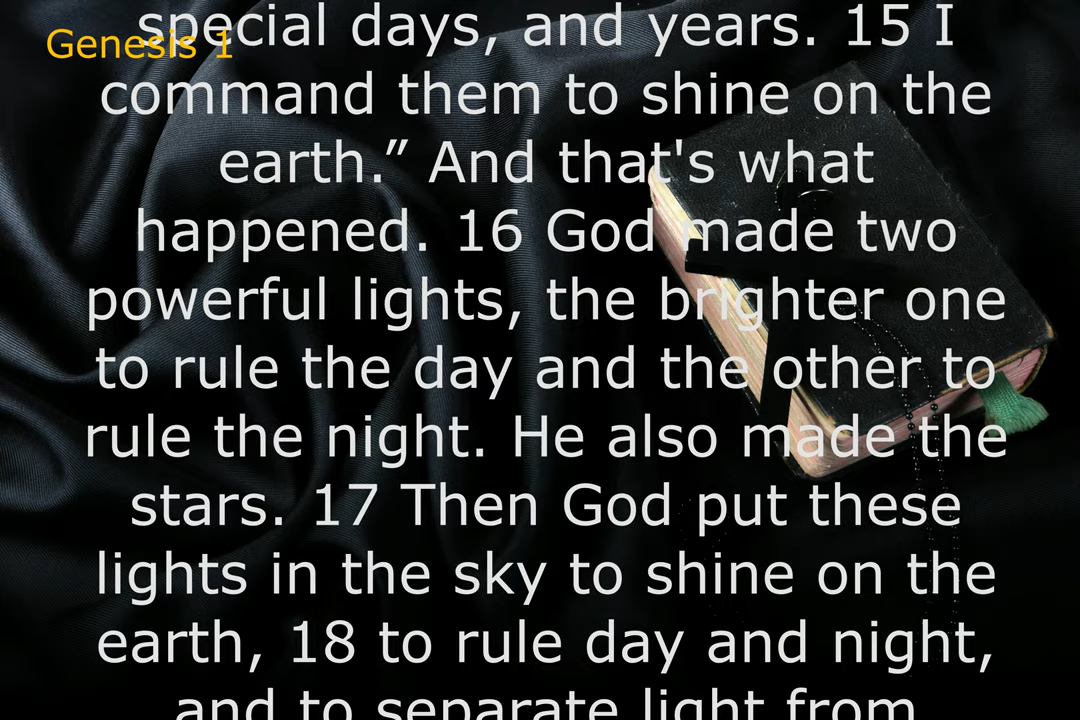 special days, and years. 15 I
Genesis 1
command them to shine on the
earth.” And that's what
happened. 16 God made two
powerful lights, the brighter one
to rule the day and the other to
rule the night. He also made the
stars. 17 Then God put these
lights in the sky to shine on the
earth, 18 to rule day and night,
and to separate light from